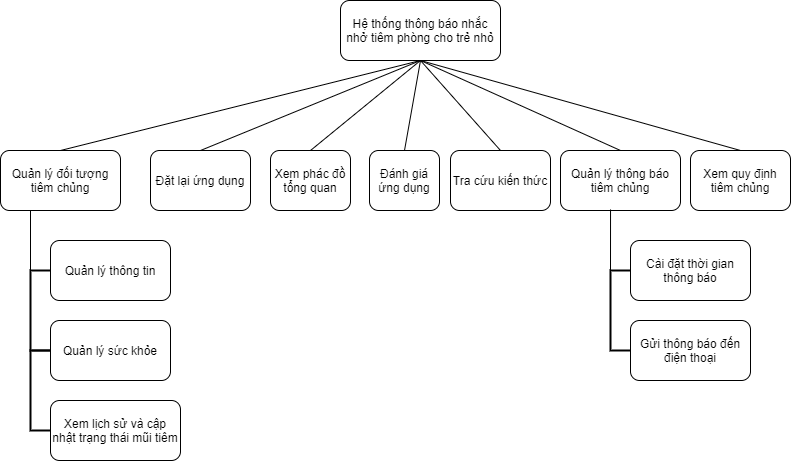 Hệ thống thông báo nhắc
nhở tiêm phòng cho trẻ nhỏ
Quản lý đối tượng
tiêm chủng
Đặt lại ứng dụng
Xem phác đồ
tổng quan
Đánh giá
ứng dụng
Tra cứu kiến thức
Quản lý thông báo
tiêm chủng
Xem quy định
tiêm chủng
Quản lý thông tin
Quản lý sức khỏe
Xem lịch sử và cập
nhật trạng thái mũi tiêm
Cài đặt thời gian
thông báo
Gửi thông báo đến
điện thoại